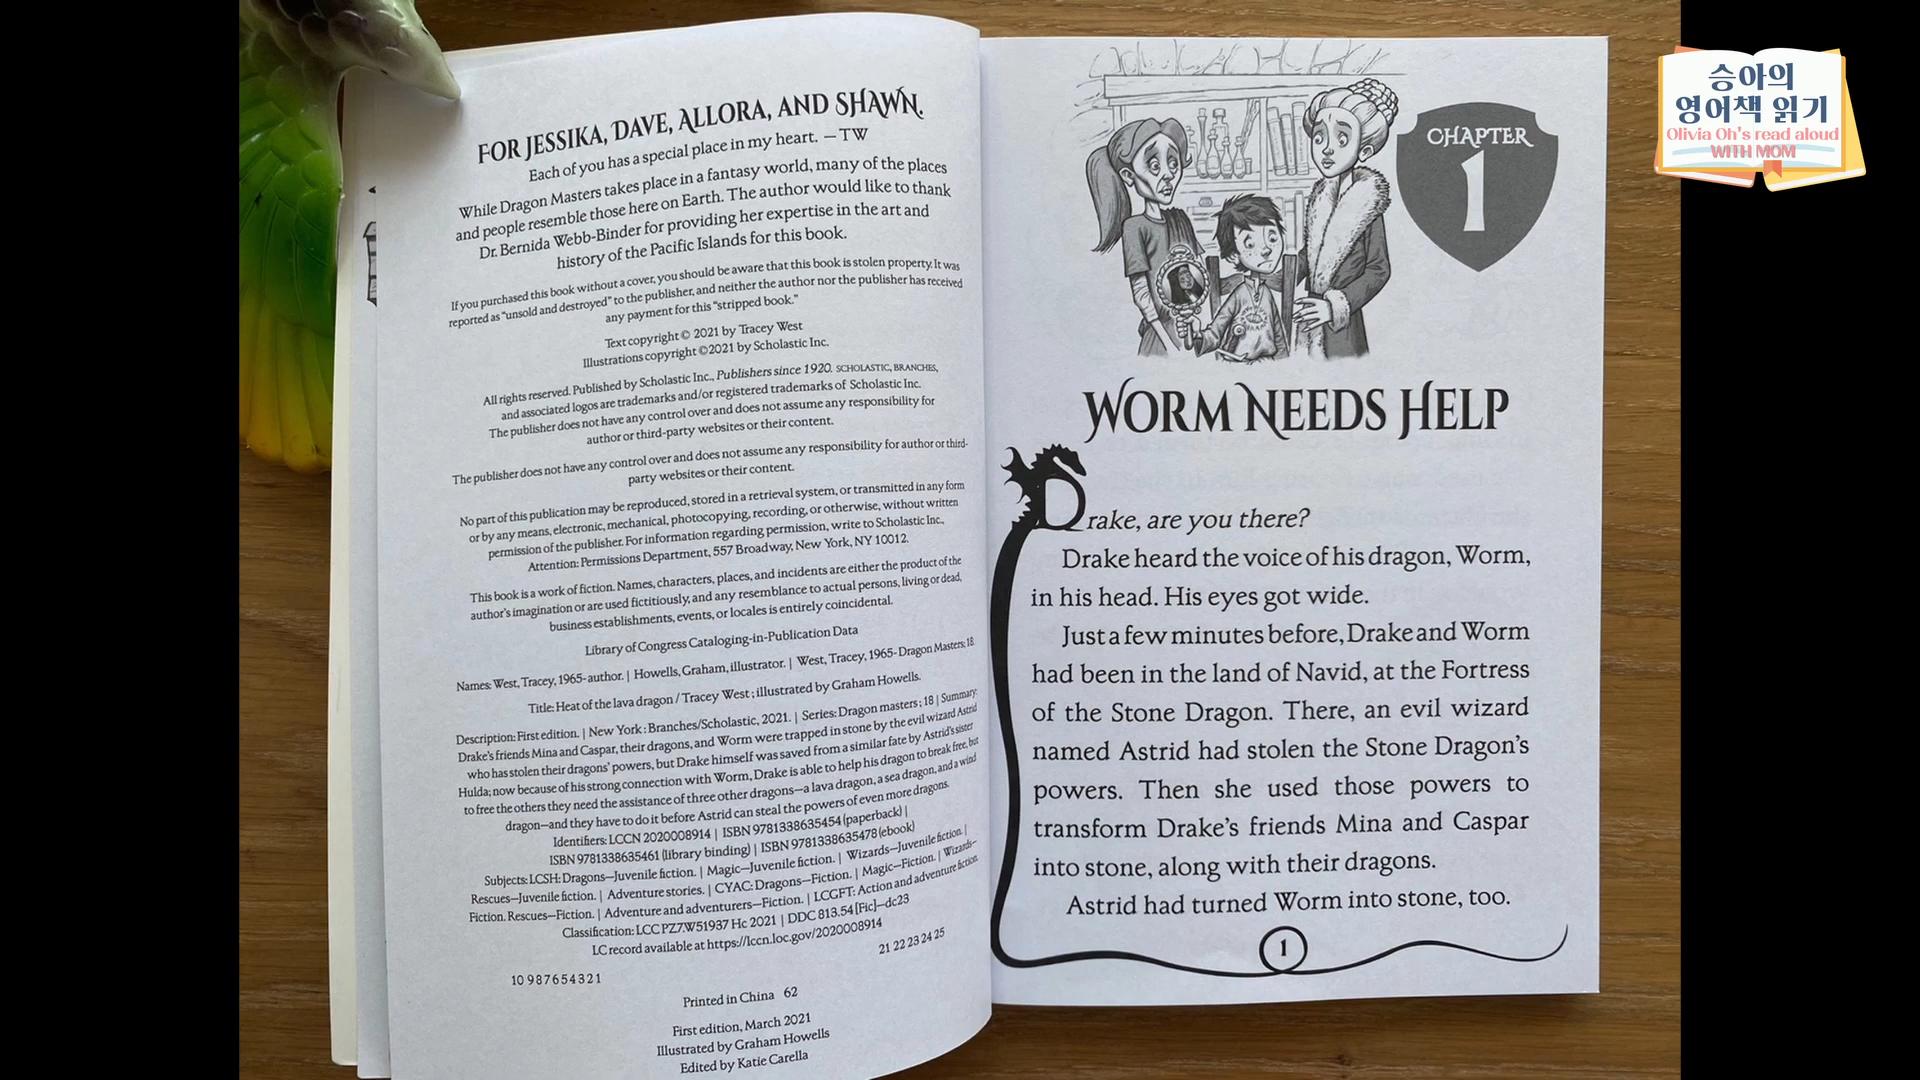 FOR JESSIKA, DAVE, ALLORA, AND SHAWN.
Each of you has a special place in my heart. —TW
While Dragon Masters takes place in a fantasy world, many of the places
and people resemble those here on Earth. The author would like to thank
Dr. Bernida Webb-Binder for providing her expertise in the art and
history of the Pacific Islands for this book.
If you purchased this book without a cover, you should be aware that this book is stolen property. It was
reported as “unsold and destroyed” to the publisher, and neither the author nor the publisher has received
any payment for this “stripped book.”
Text copyright © 2021 by Tracey West
Illustrations copyright ©2021 by Scholastic Inc.
All rights reserved. Published by Scholastic Inc., Publishers since 1920. SCHOLASTIC, BRANCHES,
and associated logos are trademarks and/or registered trademarks of Scholastic Inc.
The publisher does not have any control over and does not assume any responsibility for
author or third-party websites or their content.
The publisher does not have any control over and does not assume any responsibility for author or third-
party websites or their content.
No part of this publication may be reproduced, stored in a retrieval system, or transmitted in any form
or by any means, electronic, mechanical, photocopying, recording, or otherwise, without written
permission of the publisher. For information regarding permission, write to Scholastic Inc.,
Attention: Permissions Department, 557 Broadway, New York, NY 10012.
This book is a work of fiction. Names, characters, places, and incidents are either the product of the
author’s imagination or are used fictitiously, and any resemblance to actual persons, living or dead,
business establishments, events, or locales is entirely coincidental.
Library of Congress Cataloging-in-Publication Data
Names: West, Tracey, 1965- author. | Howells, Graham, illustrator. | West, Tracey, 1965- Dragon Masters; 18.
Title: Heat of the lava dragon / Tracey West ; illustrated by Graham Howells.
Description: First edition. | New York : Branches/Scholastic, 2021. | Series: Dragon masters ; 18 | Summary:
Drake’s friends Mina and Caspar, their dragons, and Worm were trapped in stone by the evil wizard Astrid
who has stolen their dragons’ powers, but Drake himself was saved from a similar fate by Astrid’s sister
Hulda; now because of his strong connection with Worm, Drake is able to help his dragon to break free, but
to free the others they need the assistance of three other dragons—a lava dragon, a sea dragon, and a wind
dragon—and they have to do it before Astrid can steal the powers of even more dragons.
Identifiers: LCCN 2020008914 | ISBN 9781338635454 (paperback) |
ISBN 9781338635461 (library binding) | ISBN 9781338635478 (ebook)
Subjects: LCSH: Dragons—Juvenile fiction. | Magic—Juvenile fiction. | Wizards—Juvenile fiction. |
Rescues—Juvenile fiction. | Adventure stories. | CYAC: Dragons—Fiction. | Magic—Fiction. | Wizards—
Fiction. Rescues—Fiction. | Adventure and adventurers—Fiction. | LCGFT: Action and adventure fiction.
Classification: LCC PZ7.W51937 Hc 2021 | DDC 813.54 [Fic]—dc23
LC record available at https://lccn.loc.gov/2020008914
10 9 8 7 6 5 4 3 2 1
21 22 23 24 25
Printed in China 62
First edition, March 2021
Illustrated by Graham Howells
Edited by Katie Carella
CHAPTER
1
WORM NEEDS HELP
Drake, are you there?
Drake heard the voice of his dragon, Worm,
in his head. His eyes got wide.
Just a few minutes before, Drake and Worm
had been in the land of Navid, at the Fortress
of the Stone Dragon. There, an evil wizard
named Astrid had stolen the Stone Dragon’s
powers. Then she used those powers to
transform Drake’s friends Mina and Caspar
into stone, along with their dragons.
Astrid had turned Worm into stone, too.
1
승아의
영어책 읽기
Olivia Oh's read aloud
WITH MOM